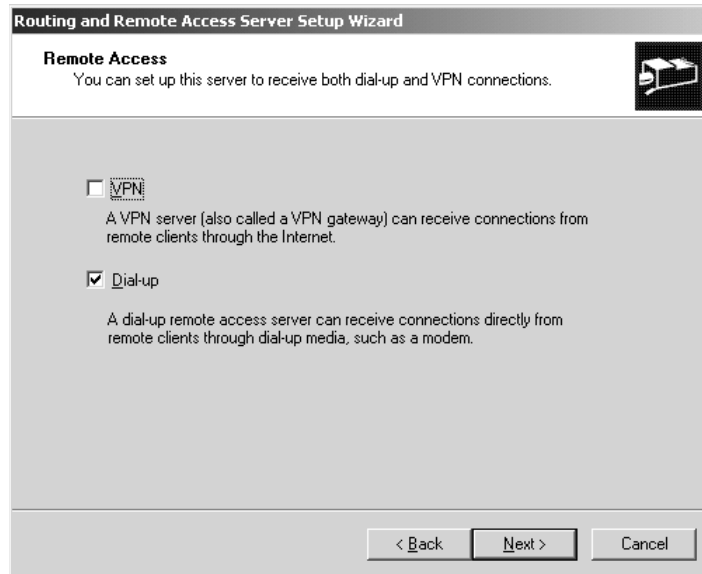 Routing and Remote Access Server Setup Wizard
Remote Access
You can set up this server to receive both dial-up and VPN connections.
VPN
A VPN server (also called a VPN gateway) can receive connections from
remote clients through the Internet.
Dial-up
A dial-up remote access server can receive connections directly from
remote clients through dial-up media, such as a modem.
< Back
Next >
Cancel